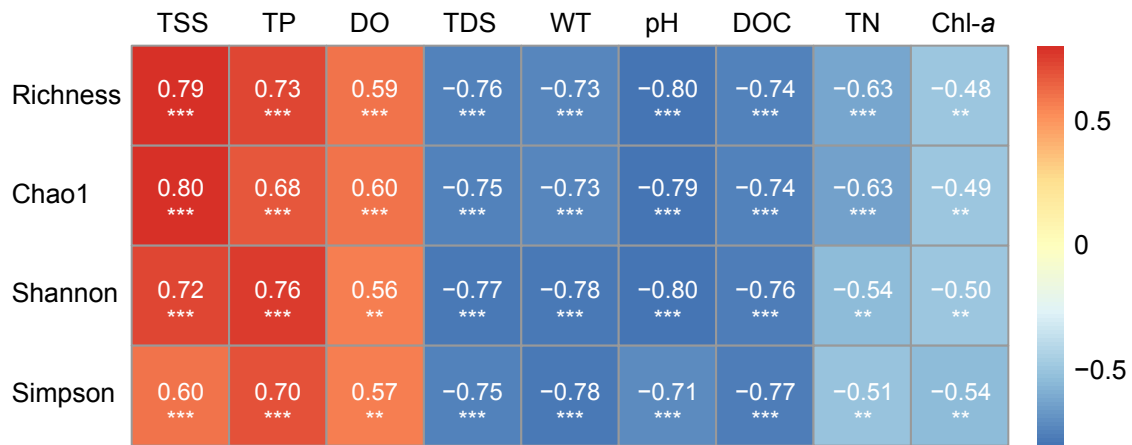 TSS TP DO TDS WT pH DOC TN Chl-a
Richness 0.79 0.73 0.59 −0.76 −0.73 −0.80 −0.74 −0.63 −0.48
*** *** *** *** *** *** *** *** **
0.5
Chao1 0.80 0.68 0.60 −0.75 −0.73 −0.79 −0.74 −0.63 −0.49
*** *** *** *** *** *** *** *** **
0
Shannon 0.72 0.76 0.56 −0.77 −0.78 −0.80 −0.76 −0.54 −0.50
*** *** ** *** *** *** *** ** **
−0.5
Simpson 0.60 0.70 0.57 −0.75 −0.78 −0.71 −0.77 −0.51 −0.54
*** *** ** *** *** *** *** ** **